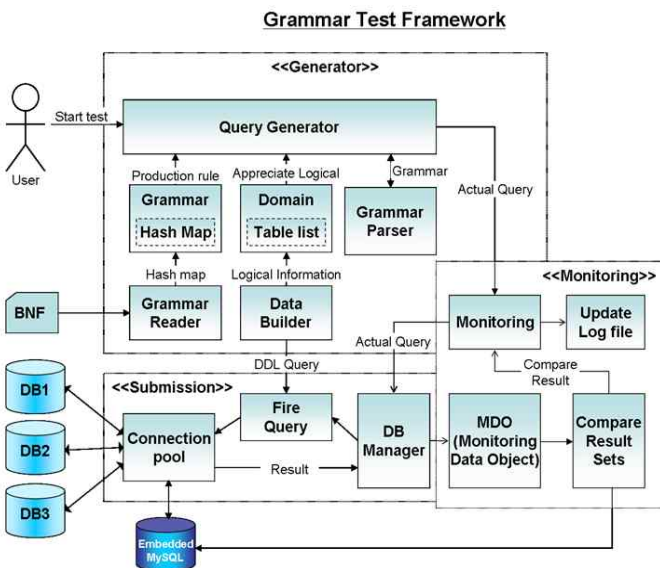 Grammar Test Framework
<<Generator>>
Start test
Query Generator
User
Production rule
Appreciate Logical
Grammar
Actual Query
Grammar
Hash Map
Domain
Table list
Grammar
Parser
Hash map
Logical Information
<<Monitoring>>
BNF
Grammar
Reader
Data
Builder
Monitoring
Update
Log file
Actual Query
DDL Query
Compare
Result
<<Submission>>
DB1
DB2
DB3
Connection
pool
Fire
Query
Result
DB
Manager
MDO
(Monitoring
Data Object)
Compare
Result
Sets
Embedded
MySQL